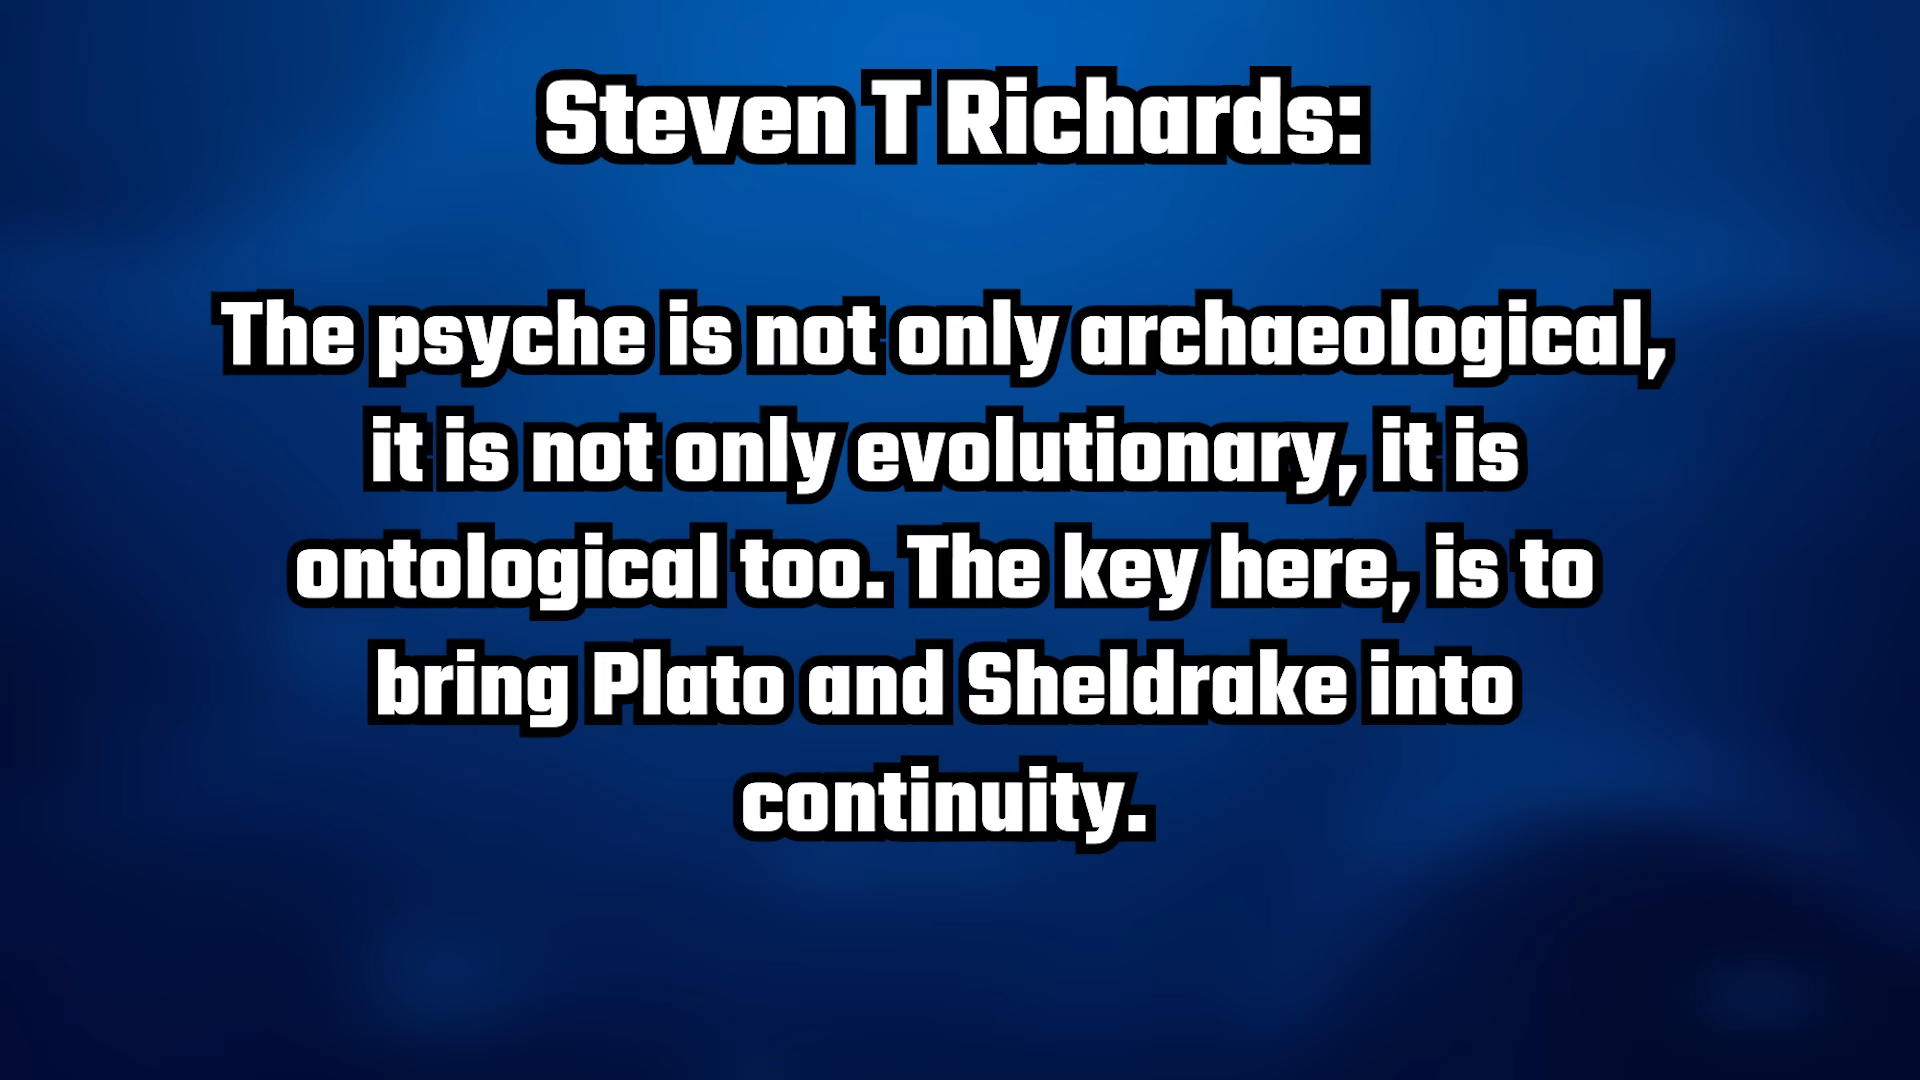 Steven T Richards:
The psyche is not only archaeological,
it is not only evolutionary, it is
ontological too. The key here, is to
bring Plato and Sheldrake into
continuity.